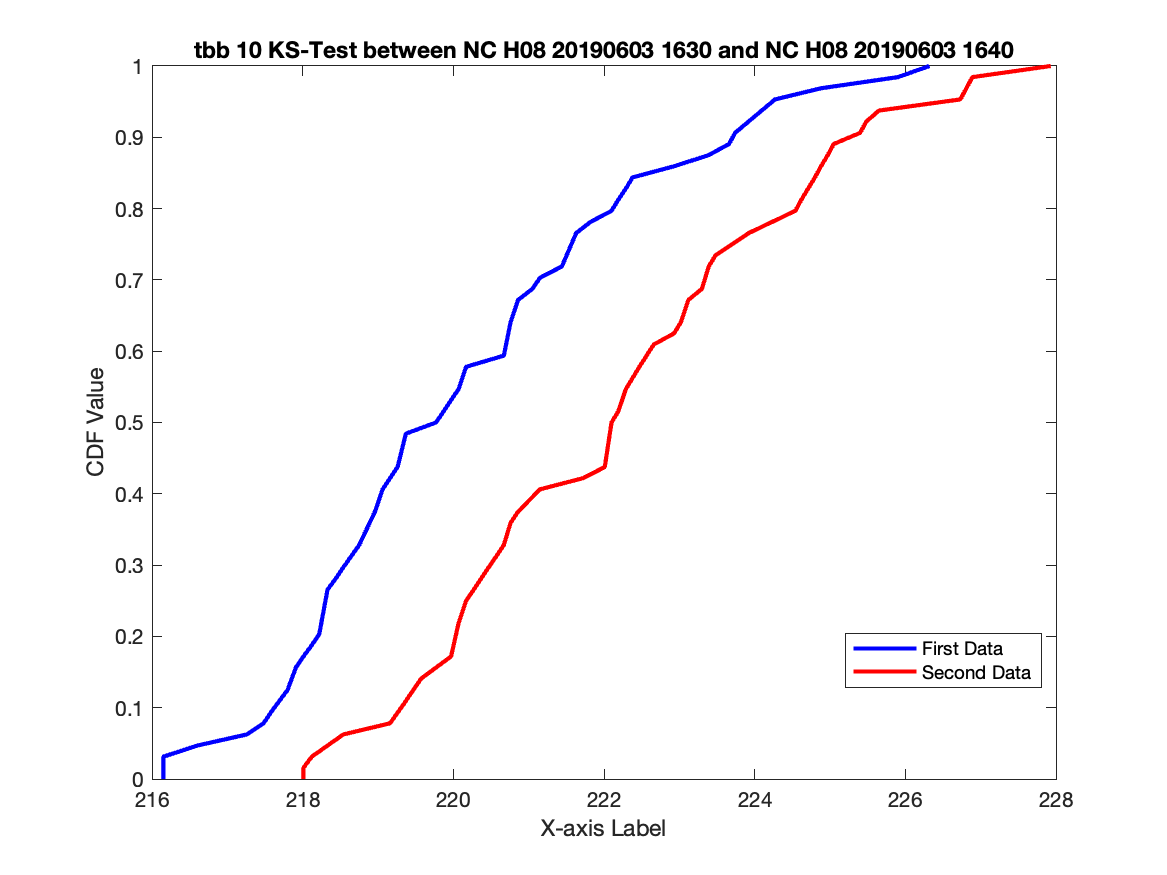 tbb 10 KS-Test between NC H08 20190603 1630 and NC H08 20190603 1640
1
0.9
0.8
0.7
0.6
0.5
0.4
0.3
0.2
0.1
0
CDF Value
First Data
Second Data
216 218 220 222 224 226 228
X-axis Label